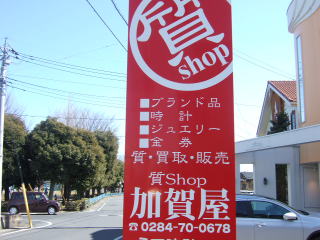 質
shop
■ブランド品
■時計
■ジュエリー
■金券
質・買取・販売
質Shop
加賀屋
☎0284-70-0678